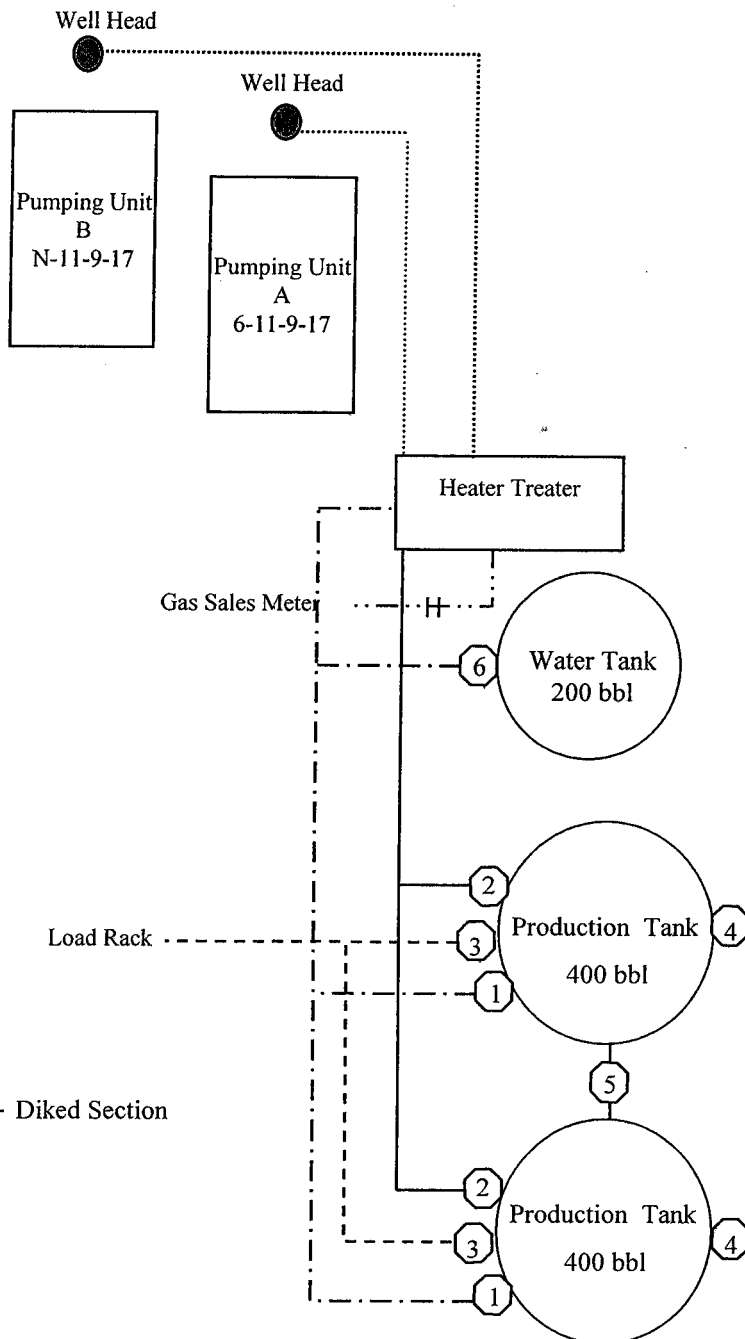 Well Head
Well Head
Pumping Unit
B
N-11-9-17
Pumping Unit
A
6-11-9-17
Heater Treater
Gas Sales Meter
6
Water Tank
200 bbl
2
Production Tank
4
Load Rack
3
400 bbl
1
5
Diked Section
2
Production Tank
4
3
400 bbl
1